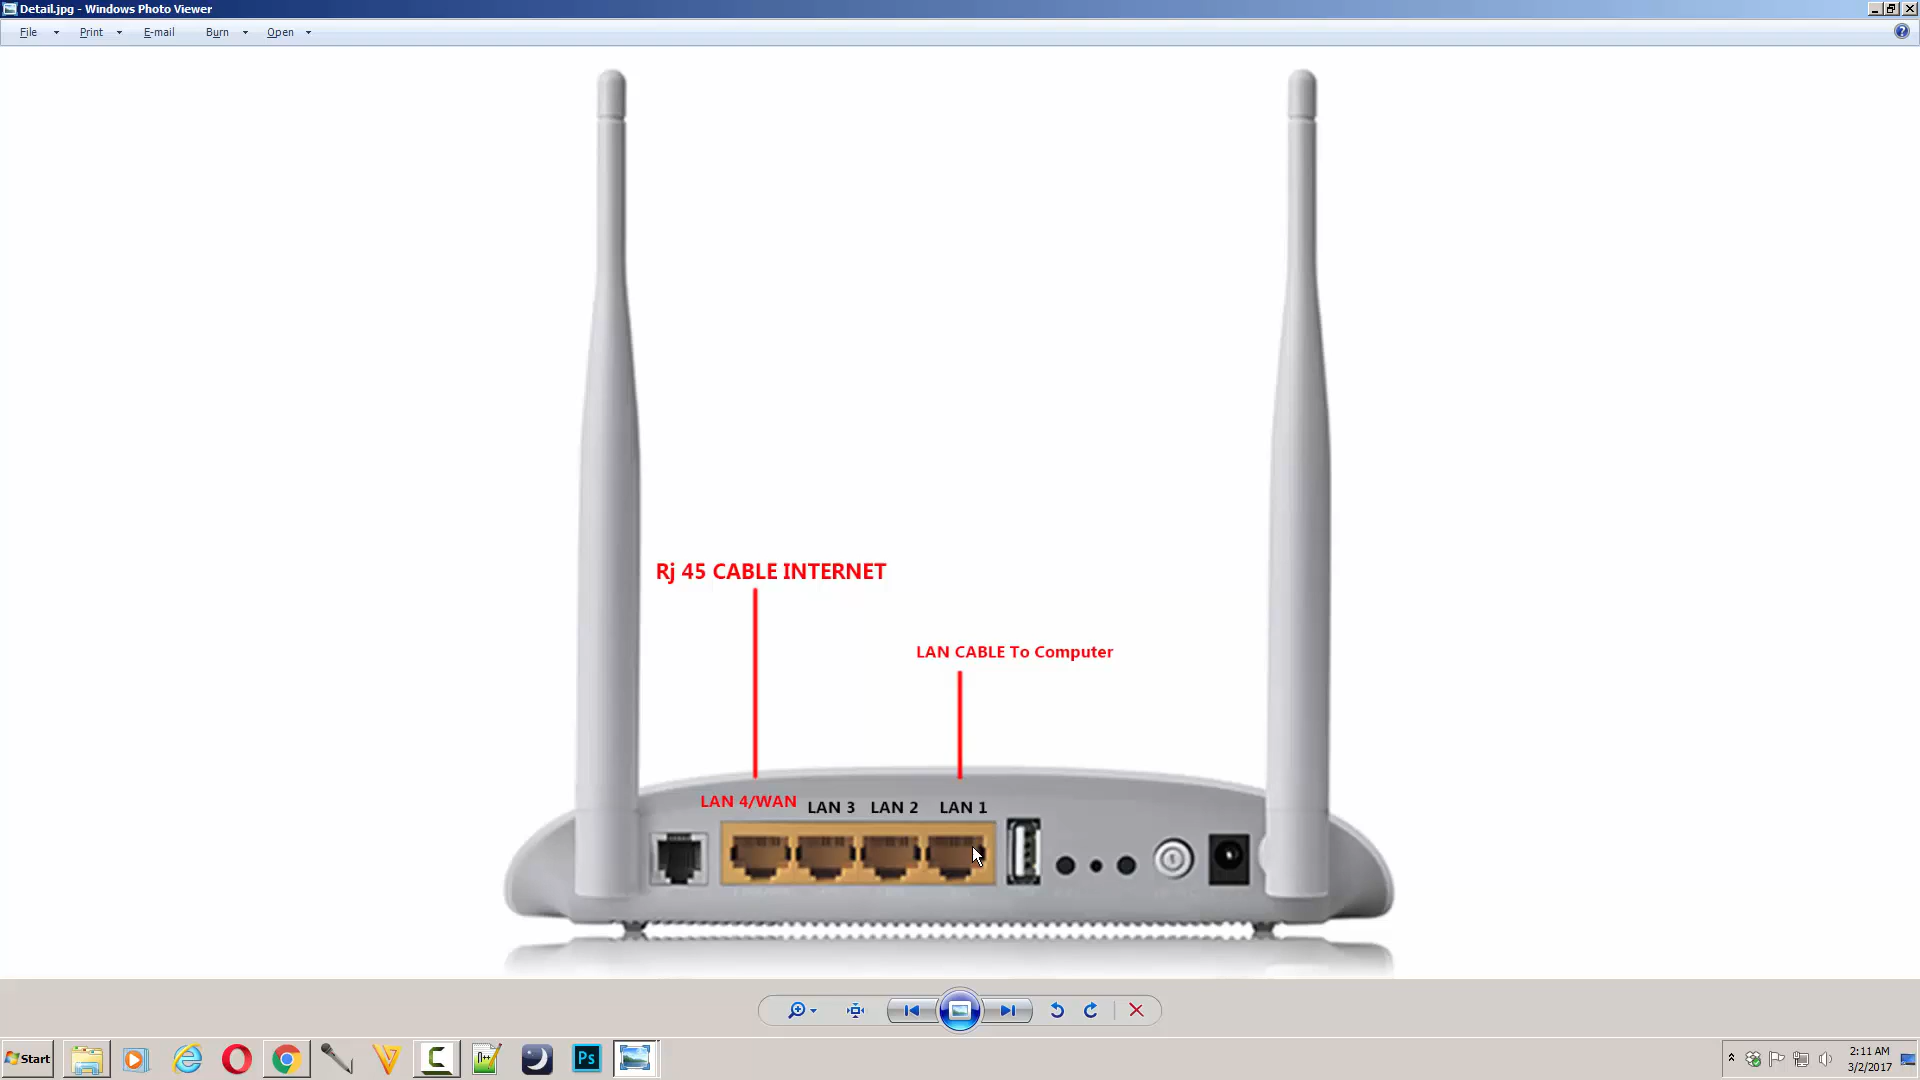 Detail.jpg - Windows Photo Viewer
File Print E-mail Burn Open
Rj 45 CABLE INTERNET
LAN CABLE To Computer
LAN 4/WAN LAN 3 LAN 2 LAN 1
Start
Ps
2:11 AM
3/2/2017